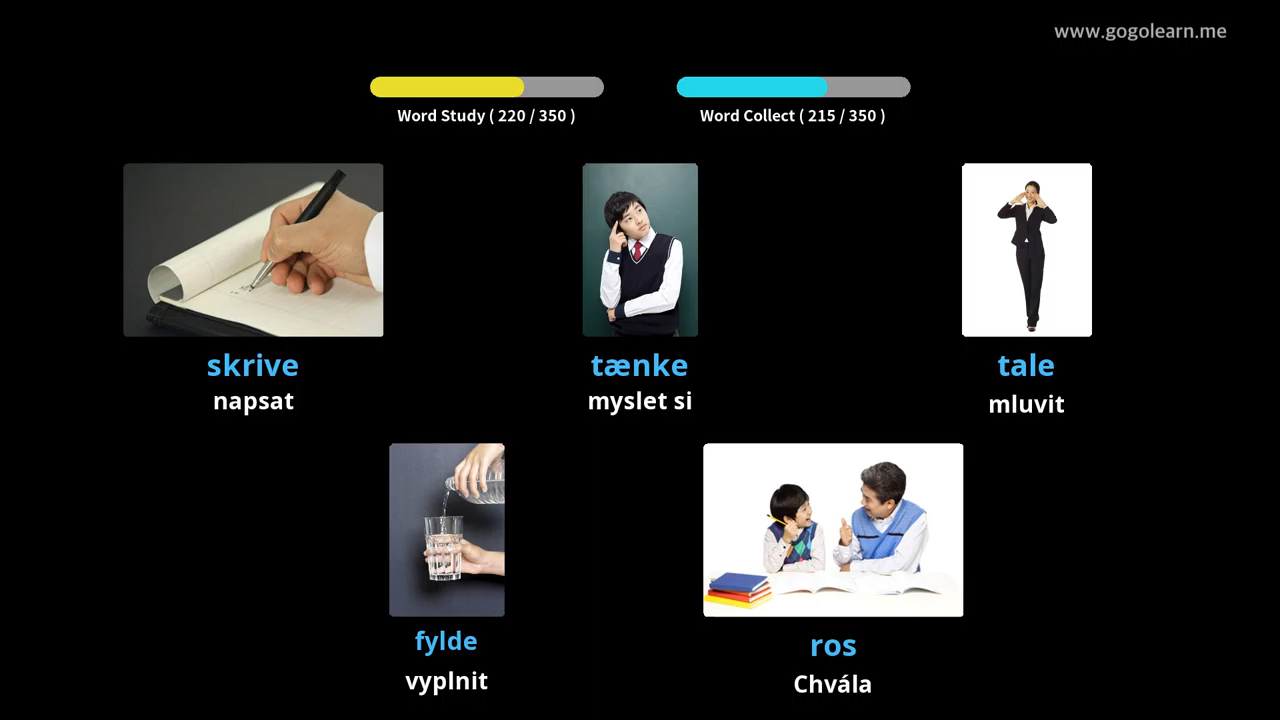 www.gogolearn.me
Word Study ( 220 / 350 )
Word Collect ( 215 / 350 )
skrive
napsat
tænke
myslet si
tale
mluvit
fylde
vyplnit
ros
Chvála